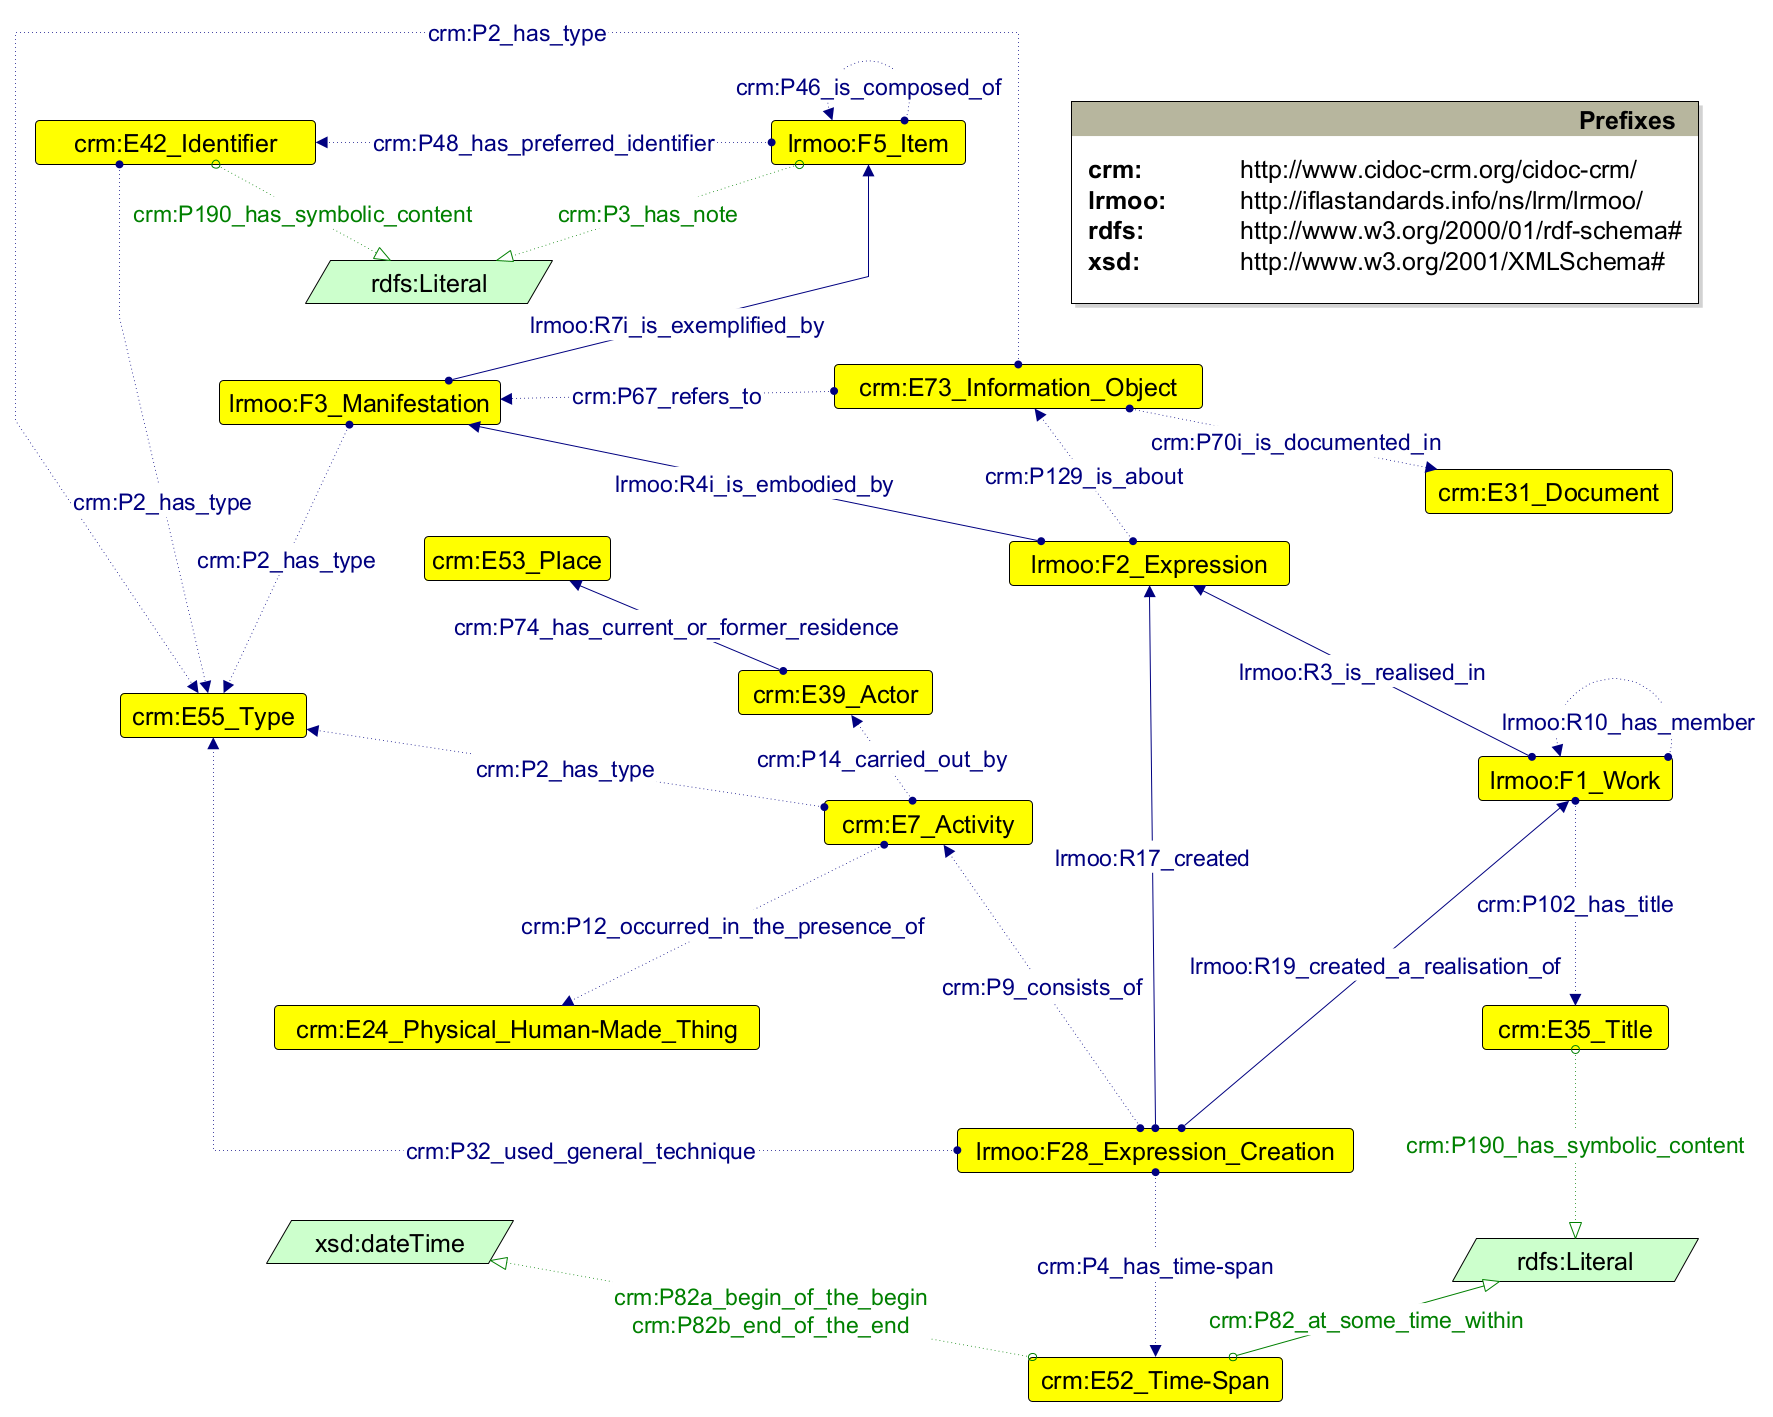 crm:P2_has_type
crm:P46_is_composed_of
Prefixes
crm: http://www.cidoc-crm.org/cidoc-crm/
lrmoo: http://iflastandards.info/ns/lrm/lrmoo/
rdfs: http://www.w3.org/2000/01/rdf-schema#
xsd: http://www.w3.org/2001/XMLSchema#
crm:E42_Identifier
crm:P48_has_preferred_identifier
lrmoo:F5_Item
crm:P190_has_symbolic_content
crm:P3_has_note
rdfs:Literal
lrmoo:R7i_is_exemplified_by
lrmoo:F3_Manifestation
crm:P67_refers_to
crm:E73_Information_Object
crm:P70i_is_documented_in
crm:P129_is_about
lrmoo:R4i_is_embodied_by
crm:E31_Document
crm:P2_has_type
crm:P2_has_type
crm:E53_Place
lrmoo:F2_Expression
crm:P74_has_current_or_former_residence
lrmoo:R3_is_realised_in
crm:E39_Actor
crm:E55_Type
lrmoo:R10_has_member
crm:P14_carried_out_by
crm:P2_has_type
lrmoo:F1_Work
crm:E7_Activity
lrmoo:R17_created
crm:P102_has_title
crm:P12_occurred_in_the_presence_of
lrmoo:R19_created_a_realisation_of
crm:P9_consists_of
crm:E24_Physical_Human-Made_Thing
crm:E35_Title
crm:P32_used_general_technique
lrmoo:F28_Expression_Creation
crm:P190_has_symbolic_content
xsd:dateTime
crm:P4_has_time-span
rdfs:Literal
crm:P82a_begin_of_the_begin
crm:P82b_end_of_the_end
crm:P82_at_some_time_within
crm:E52_Time-Span